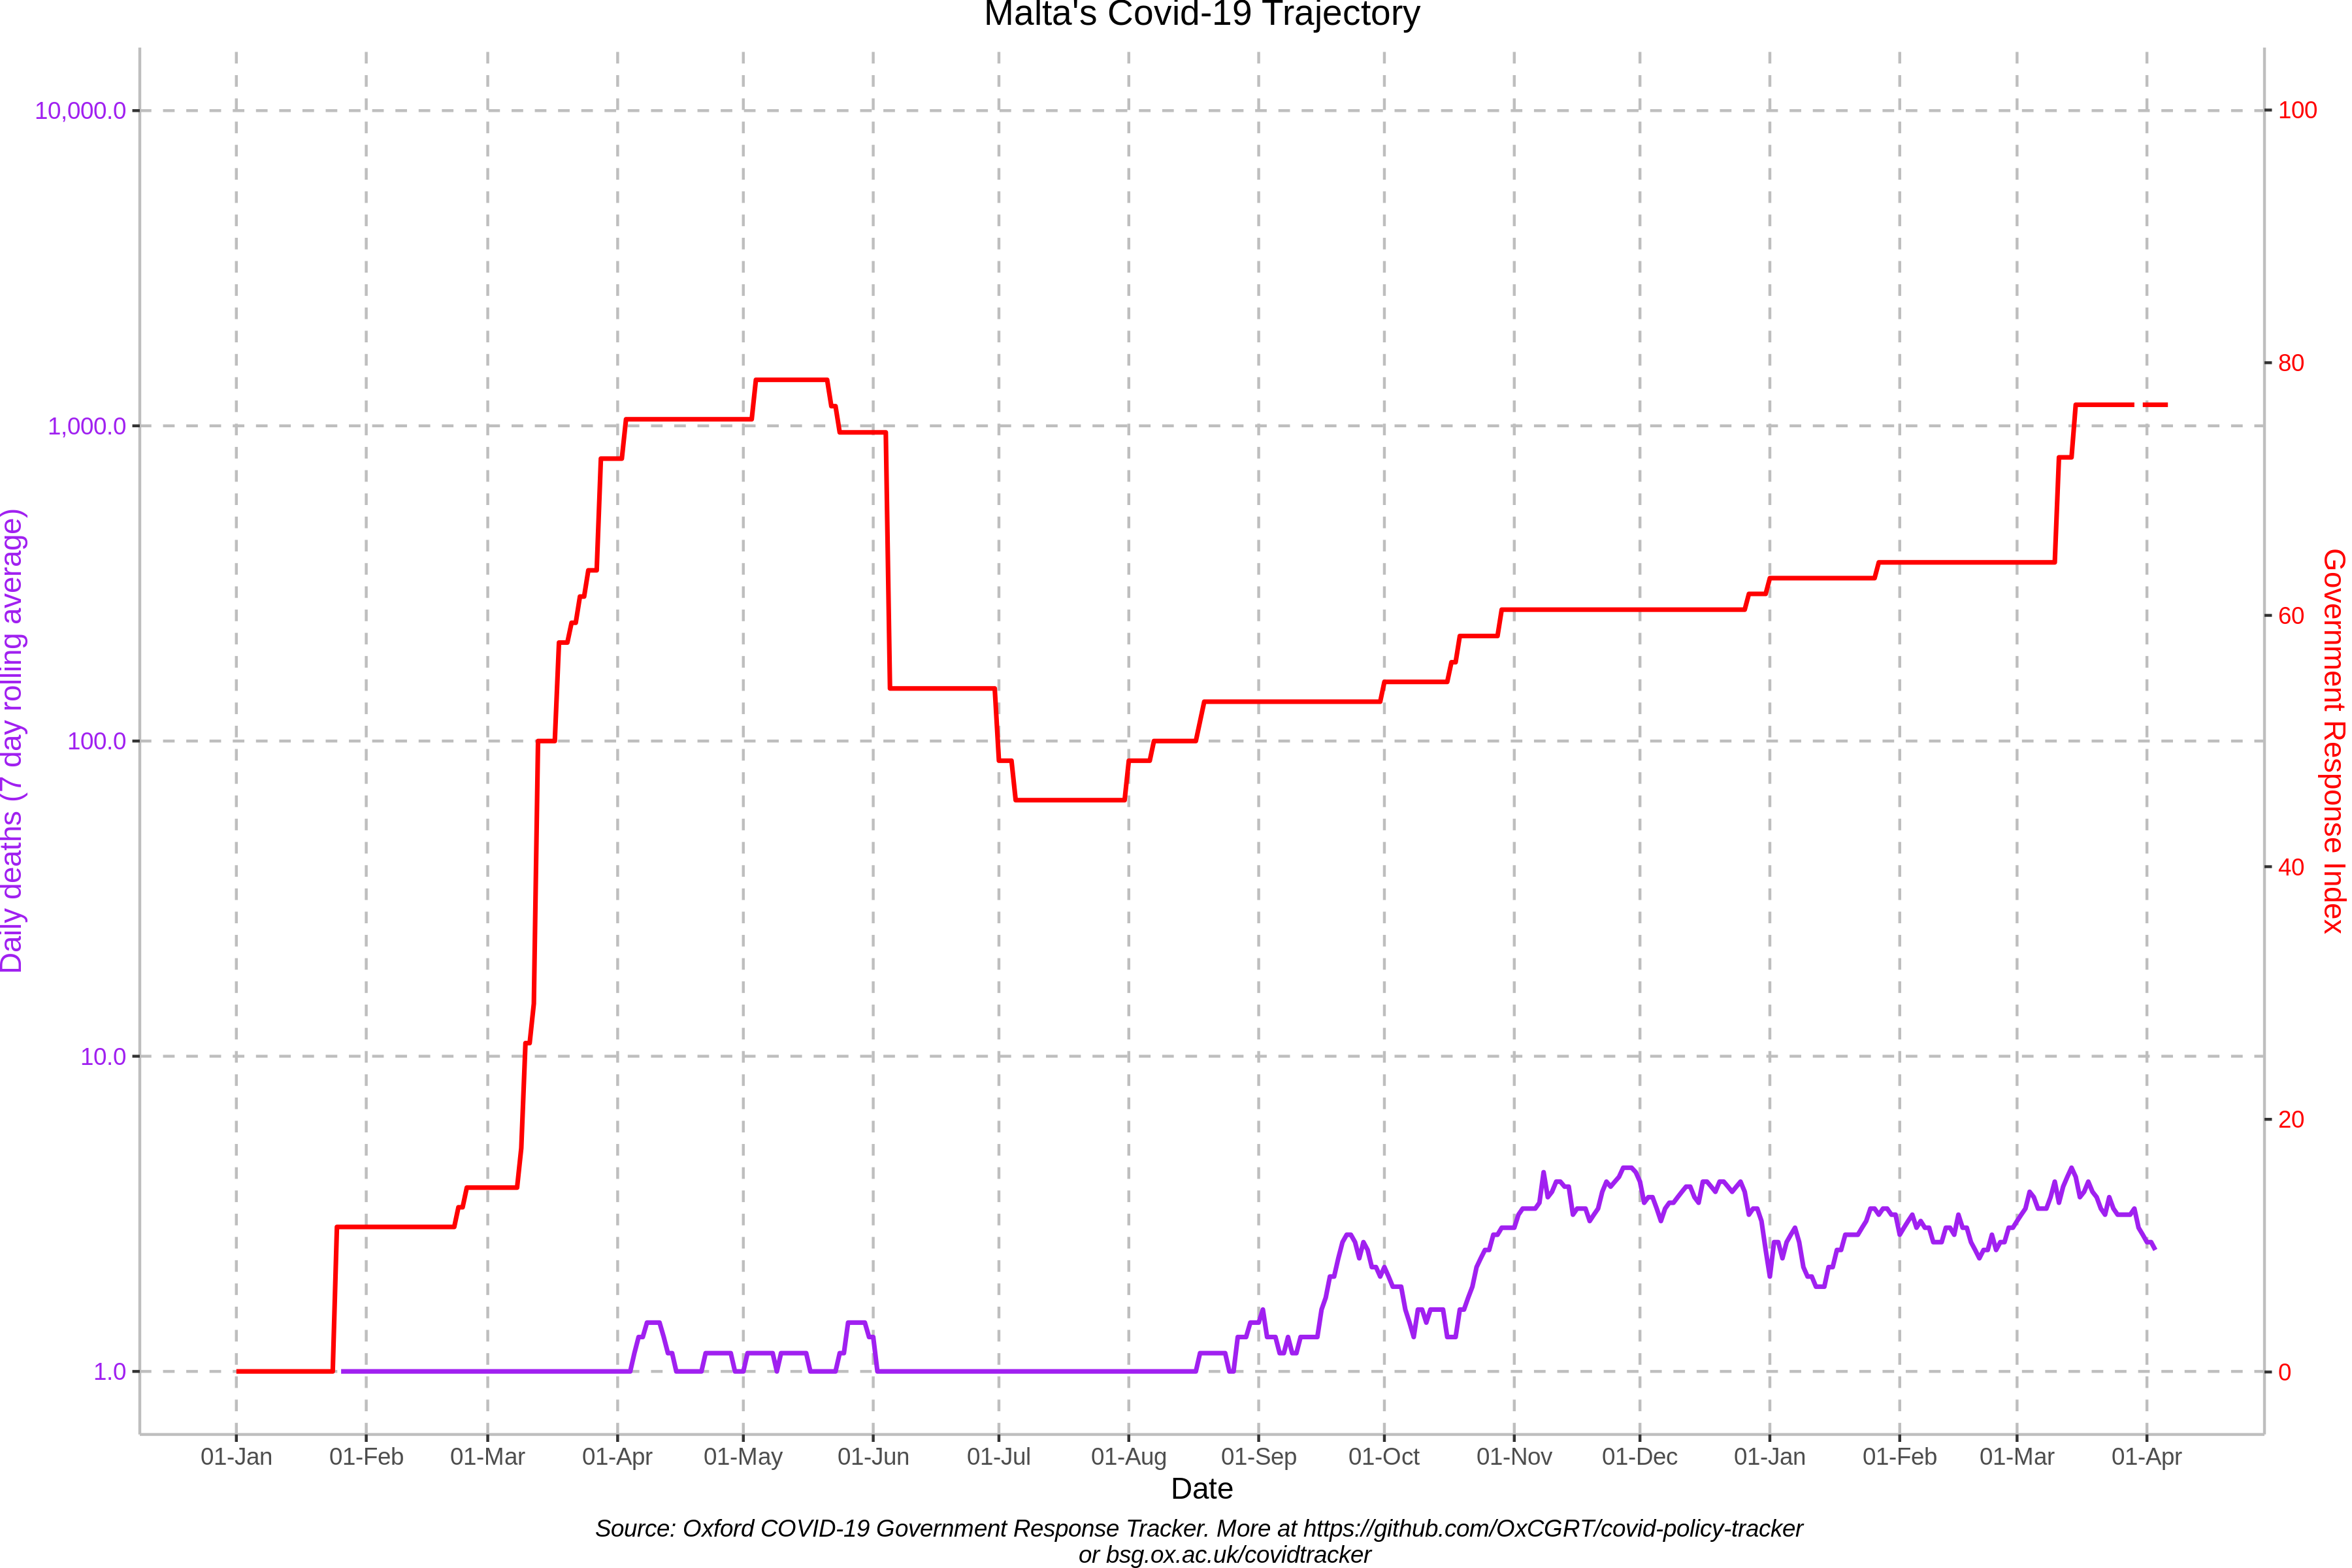 Malta's Covid-19 Trajectory
10,000.0
1,000.0
100.0
10.0
1.0
Daily deaths (7 day rolling average)
100
80
60
40
20
0
Government Response Index
01-Jan 01-Feb 01-Mar 01-Apr 01-May 01-Jun 01-Jul 01-Aug 01-Sep 01-Oct 01-Nov 01-Dec 01-Jan 01-Feb 01-Mar 01-Apr
Date
Source: Oxford COVID-19 Government Response Tracker. More at https://github.com/OxCGRT/covid-policy-tracker
or bsg.ox.ac.uk/covidtracker